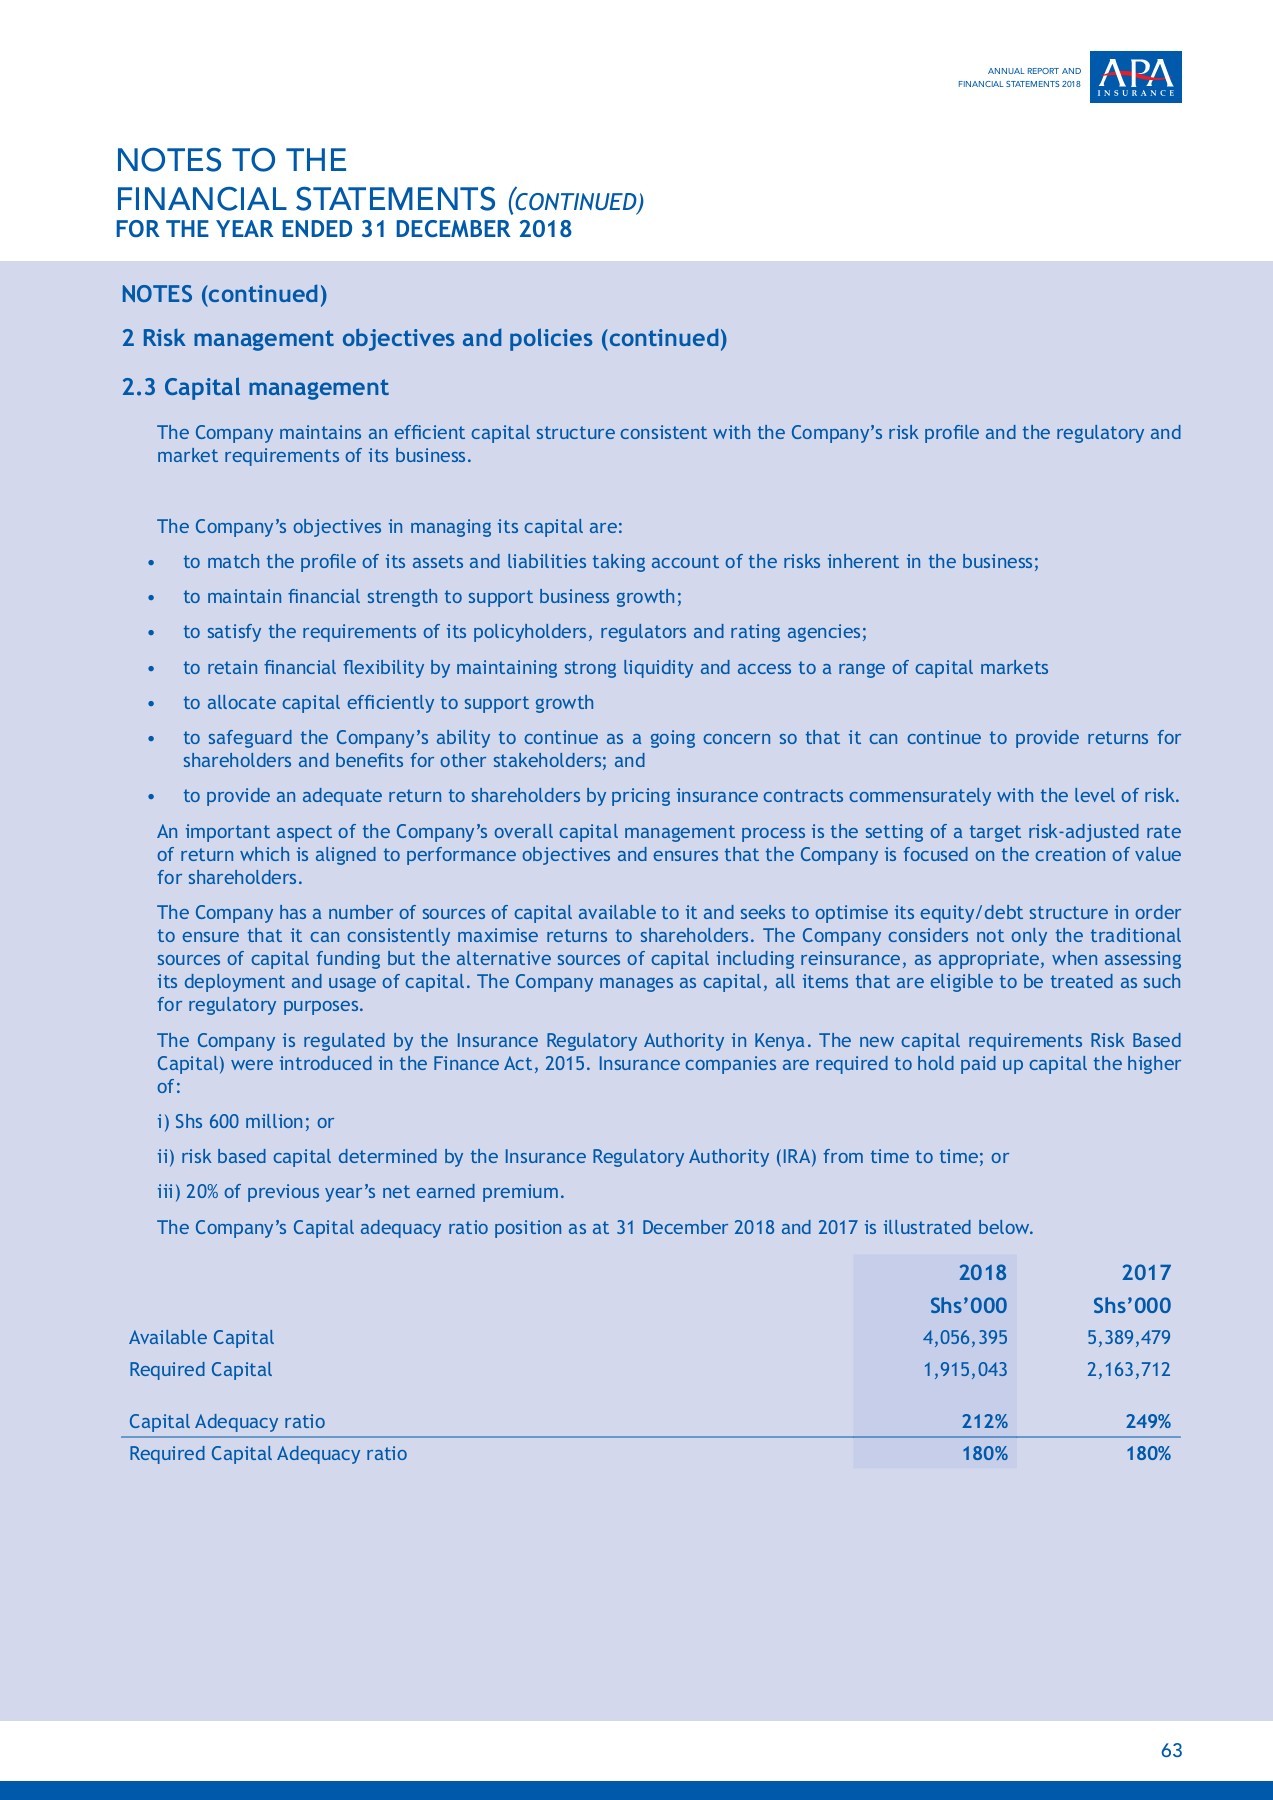 ANNUAL REPORT AND
FINANCIAL STATEMENTS 2018
APA
INSURANCE
NOTES TO THE
FINANCIAL STATEMENTS (CONTINUED)
FOR THE YEAR ENDED 31 DECEMBER 2018
NOTES (continued)
2 Risk management objectives and policies (continued)
2.3 Capital management
The Company maintains an efficient capital structure consistent with the Company’s risk profile and the regulatory and
market requirements of its business.
The Company’s objectives in managing its capital are:
• to match the profile of its assets and liabilities taking account of the risks inherent in the business;
• to maintain financial strength to support business growth;
• to satisfy the requirements of its policyholders, regulators and rating agencies;
• to retain financial flexibility by maintaining strong liquidity and access to a range of capital markets
• to allocate capital efficiently to support growth
• to safeguard the Company’s ability to continue as a going concern so that it can continue to provide returns for
shareholders and benefits for other stakeholders; and
• to provide an adequate return to shareholders by pricing insurance contracts commensurately with the level of risk.
An important aspect of the Company’s overall capital management process is the setting of a target risk-adjusted rate
of return which is aligned to performance objectives and ensures that the Company is focused on the creation of value
for shareholders.
The Company has a number of sources of capital available to it and seeks to optimise its equity/debt structure in order
to ensure that it can consistently maximise returns to shareholders. The Company considers not only the traditional
sources of capital funding but the alternative sources of capital including reinsurance, as appropriate, when assessing
its deployment and usage of capital. The Company manages as capital, all items that are eligible to be treated as such
for regulatory purposes.
The Company is regulated by the Insurance Regulatory Authority in Kenya. The new capital requirements Risk Based
Capital) were introduced in the Finance Act, 2015. Insurance companies are required to hold paid up capital the higher
of:
i) Shs 600 million; or
ii) risk based capital determined by the Insurance Regulatory Authority (IRA) from time to time; or
iii) 20% of previous year’s net earned premium.
The Company’s Capital adequacy ratio position as at 31 December 2018 and 2017 is illustrated below.
2018 2017
Shs’000 Shs’000
Available Capital 4,056,395 5,389,479
Required Capital 1,915,043 2,163,712
Capital Adequacy ratio 212% 249%
Required Capital Adequacy ratio 180% 180%
63